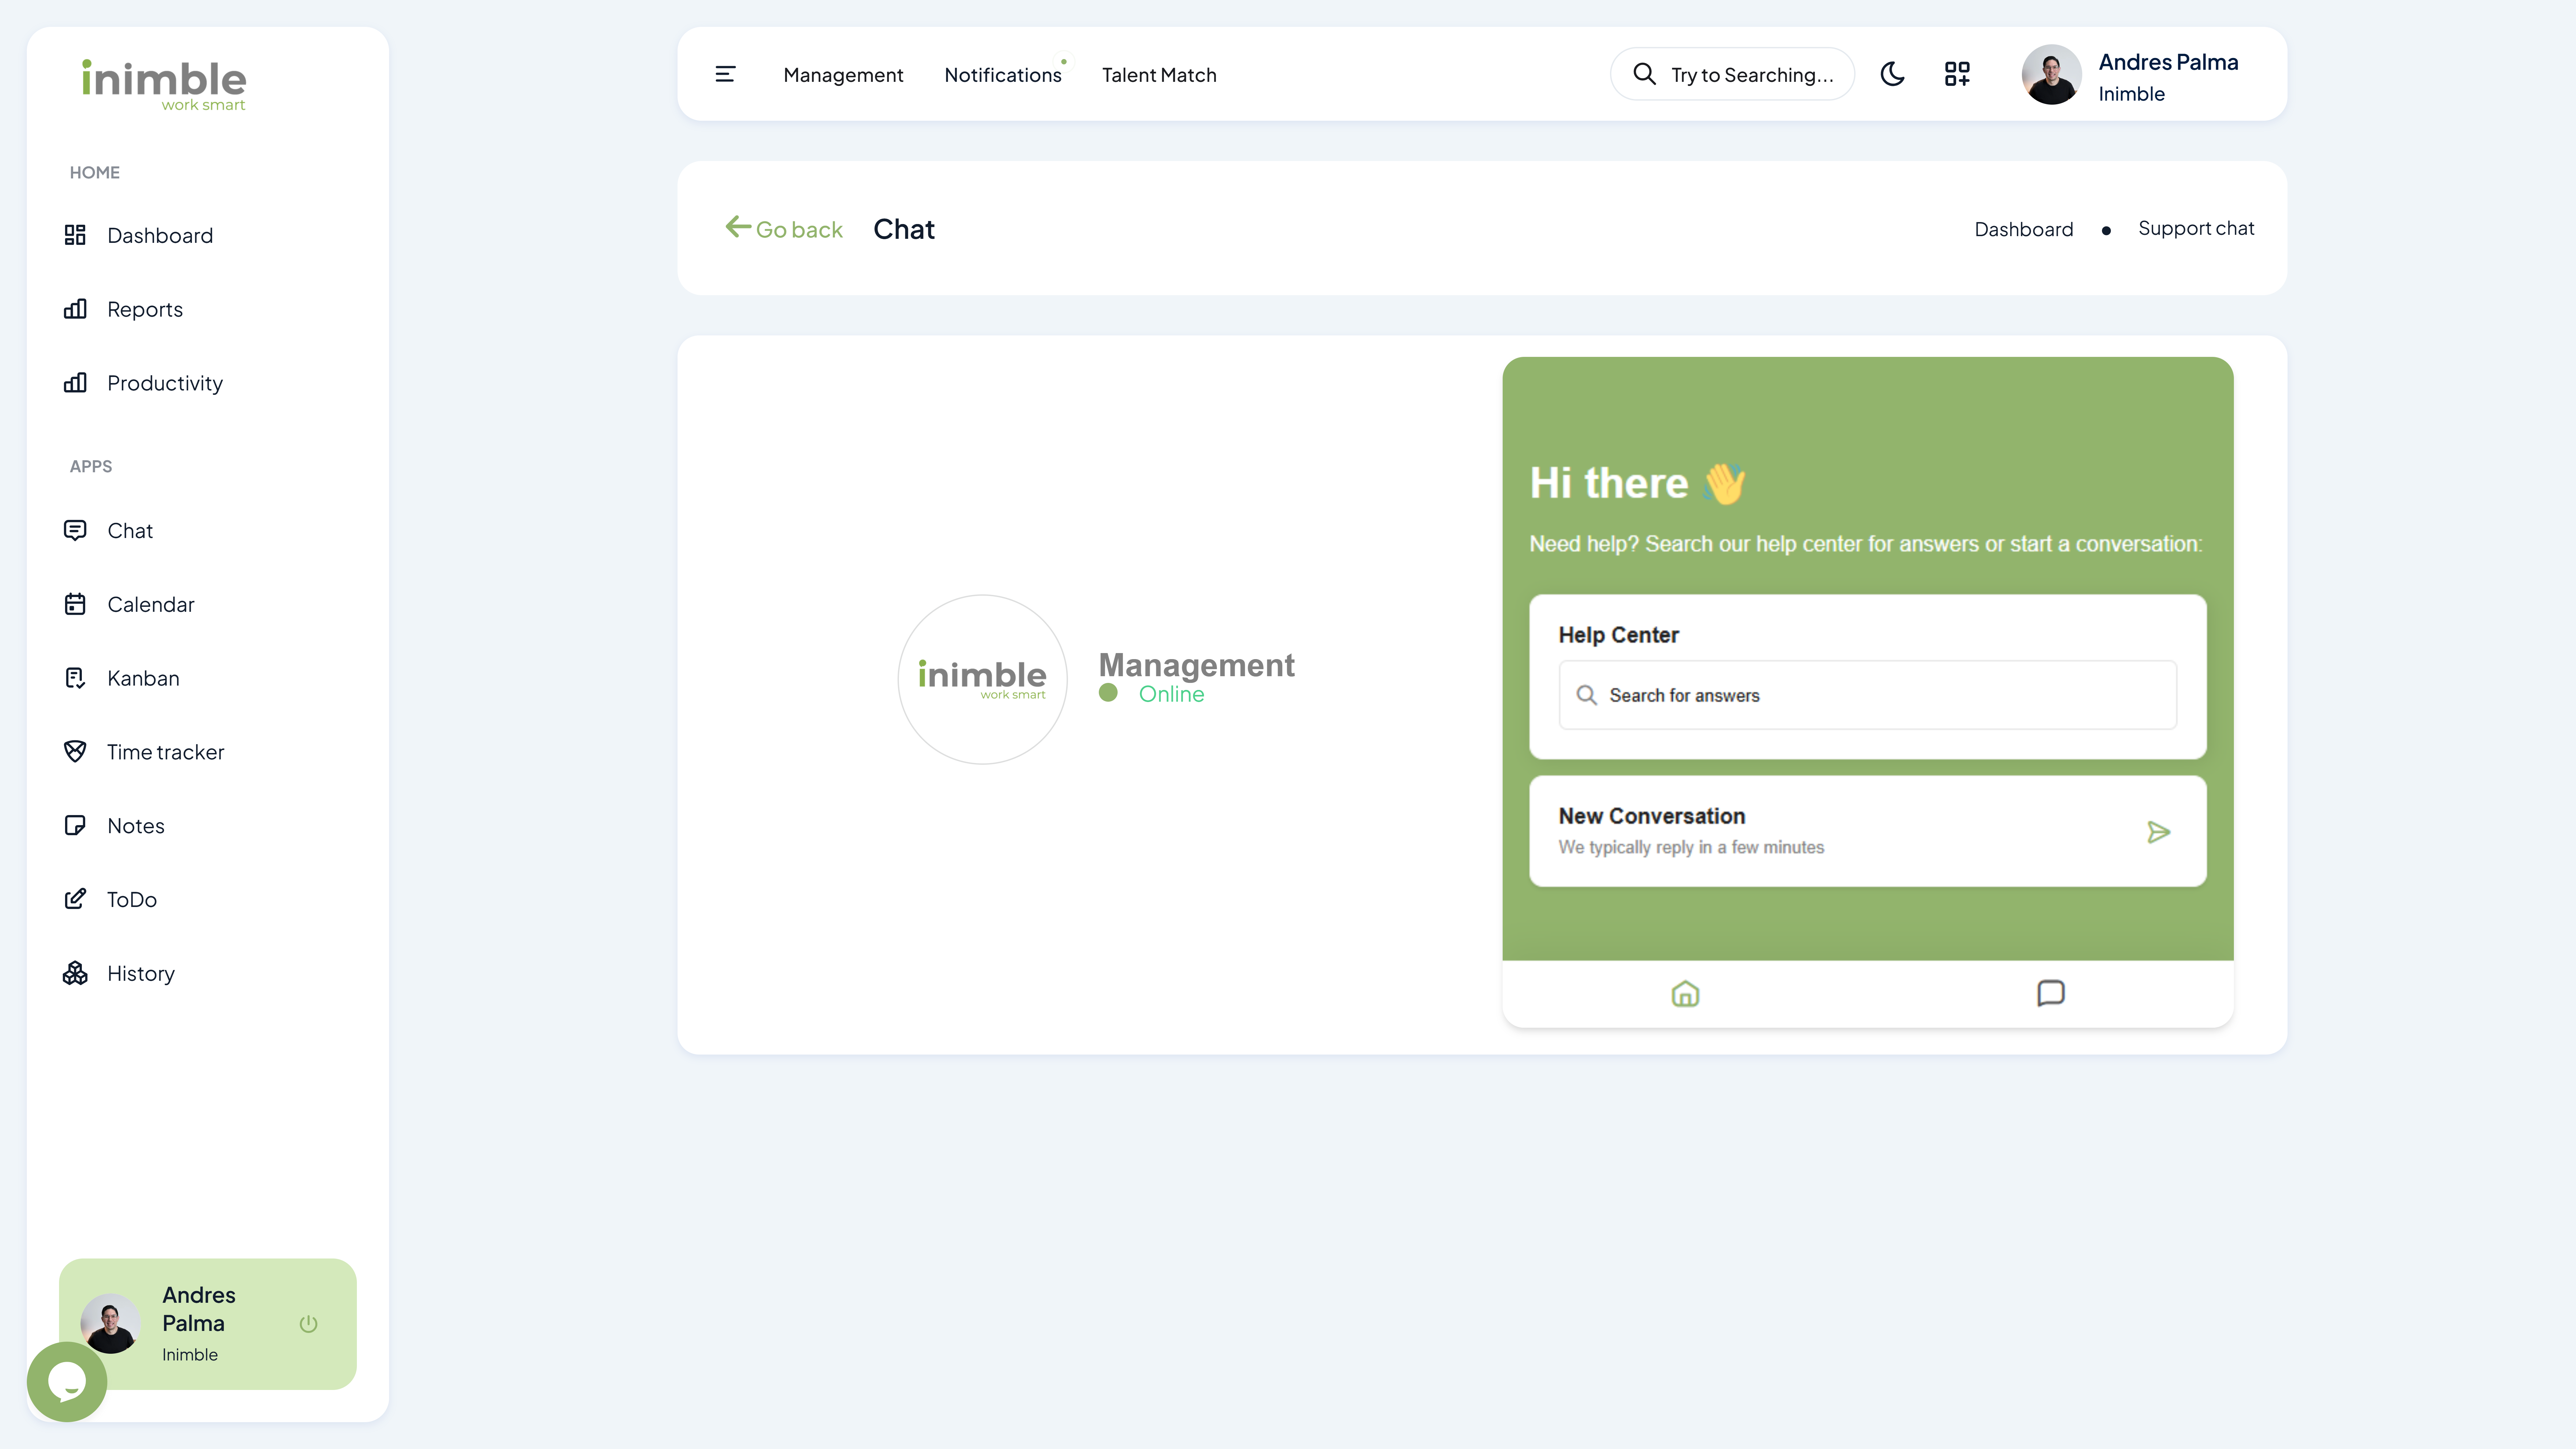 inimble
work smart
HOME
Dashboard
Reports
Productivity
APPS
Chat
Calendar
Kanban
Time tracker
Notes
ToDo
History
Andres
Palma
Inimble
Management Notifications Talent Match
Try to Searching...
Andres Palma
Inimble
Go back Chat
Dashboard Support chat
inimble
work smart
Management
Online
Hi there 👋
Need help? Search our help center for answers or start a conversation:
Help Center
Search for answers
New Conversation
We typically reply in a few minutes